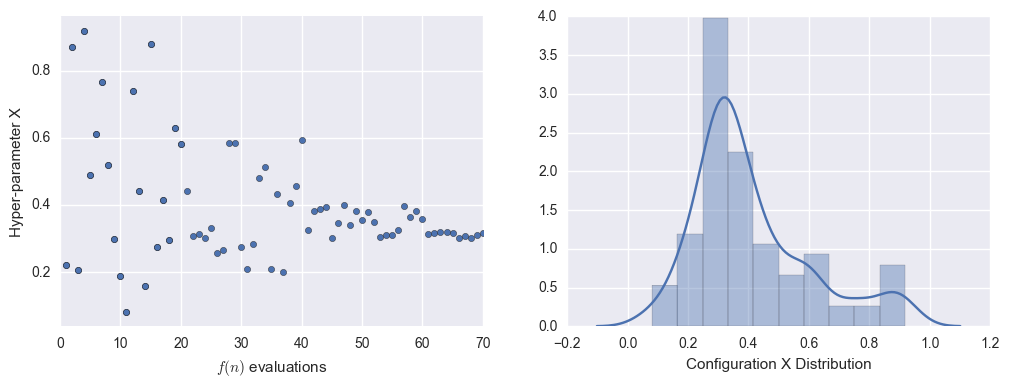 Hyper-parameter X
0.8
0.6
0.4
0.2
0 10 20 30 40 50 60 70
f(n) evaluations
4.0
3.5
3.0
2.5
2.0
1.5
1.0
0.5
0.0
−0.2 0.0 0.2 0.4 0.6 0.8 1.0 1.2
Configuration X Distribution